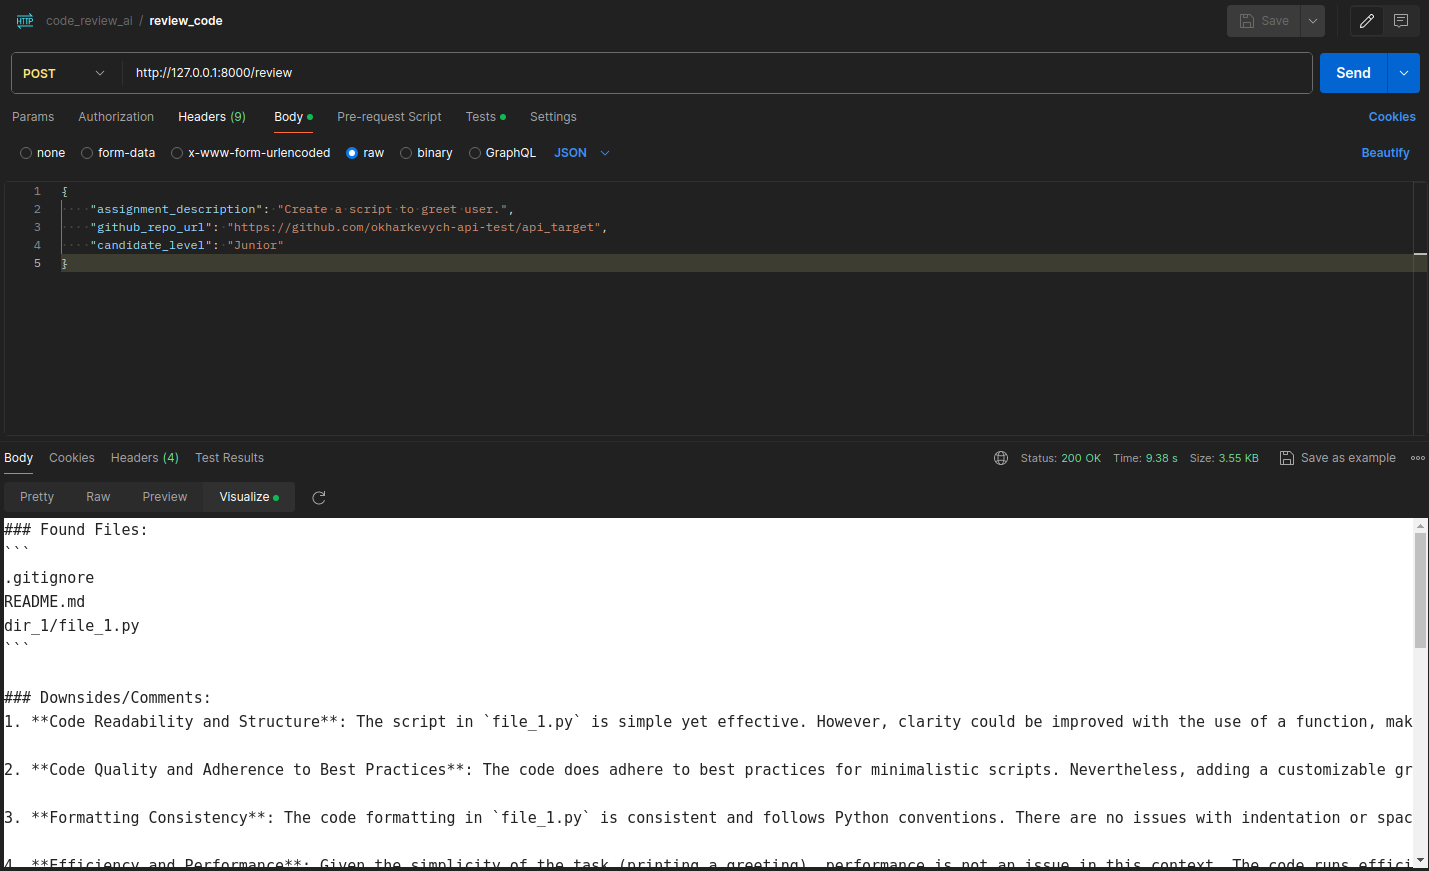 HTTP code_review_ai / review_code Save
POST http://127.0.0.1:8000/review Send
Params Authorization Headers (9) Body Pre-request Script Tests Settings Cookies
none form-data x-www-form-urlencoded raw binary GraphQL JSON Beautify
1 {
2 ····"assignment_description":·"Create·a·script·to·greet·user.",
3 ····"github_repo_url":·"https://github.com/okharkevych-api-test/api_target",
4 ····"candidate_level":·"Junior"
5 }
Body Cookies Headers (4) Test Results Status: 200 OK Time: 9.38 s Size: 3.55 KB Save as example
Pretty Raw Preview Visualize
### Found Files:
```
.gitignore
README.md
dir_1/file_1.py
```
### Downsides/Comments:
1. **Code Readability and Structure**: The script in `file_1.py` is simple yet effective. However, clarity could be improved with the use of a function, mak
2. **Code Quality and Adherence to Best Practices**: The code does adhere to best practices for minimalistic scripts. Nevertheless, adding a customizable gr
3. **Formatting Consistency**: The code formatting in `file_1.py` is consistent and follows Python conventions. There are no issues with indentation or spac
4. **Efficiency and Performance**: Given the simplicity of the task (printing a greeting), performance is not an issue in this context. The code runs effici